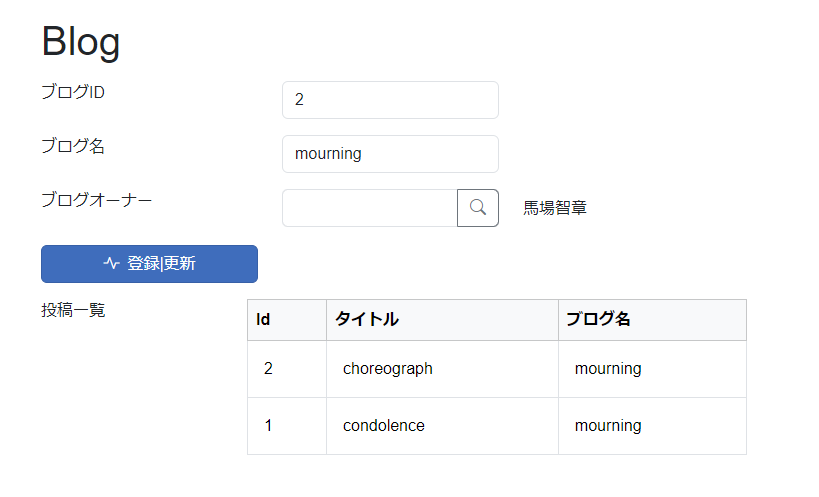 Blog
ブログID 2
ブログ名 mourning
ブログオーナー 馬場智章
登録|更新
投稿一覧
Id タイトル ブログ名
2 choreograph mourning
1 condolence mourning